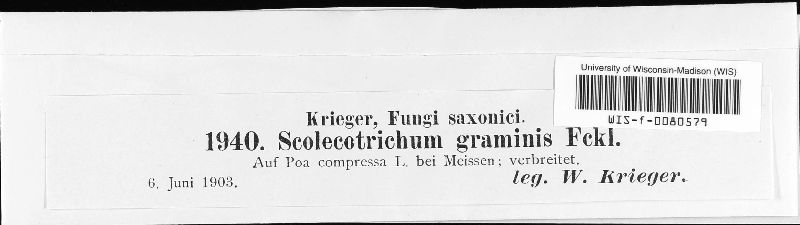 University of Wisconsin-Madison (WIS)
WIS-f-0080579
Krieger, Fungi saxonici.
1940. Scolecotrichum graminis Fckl.
Auf Poa compressa L. bei Meissen; verbreitet.
6. Juni 1903. leg. W. Krieger.